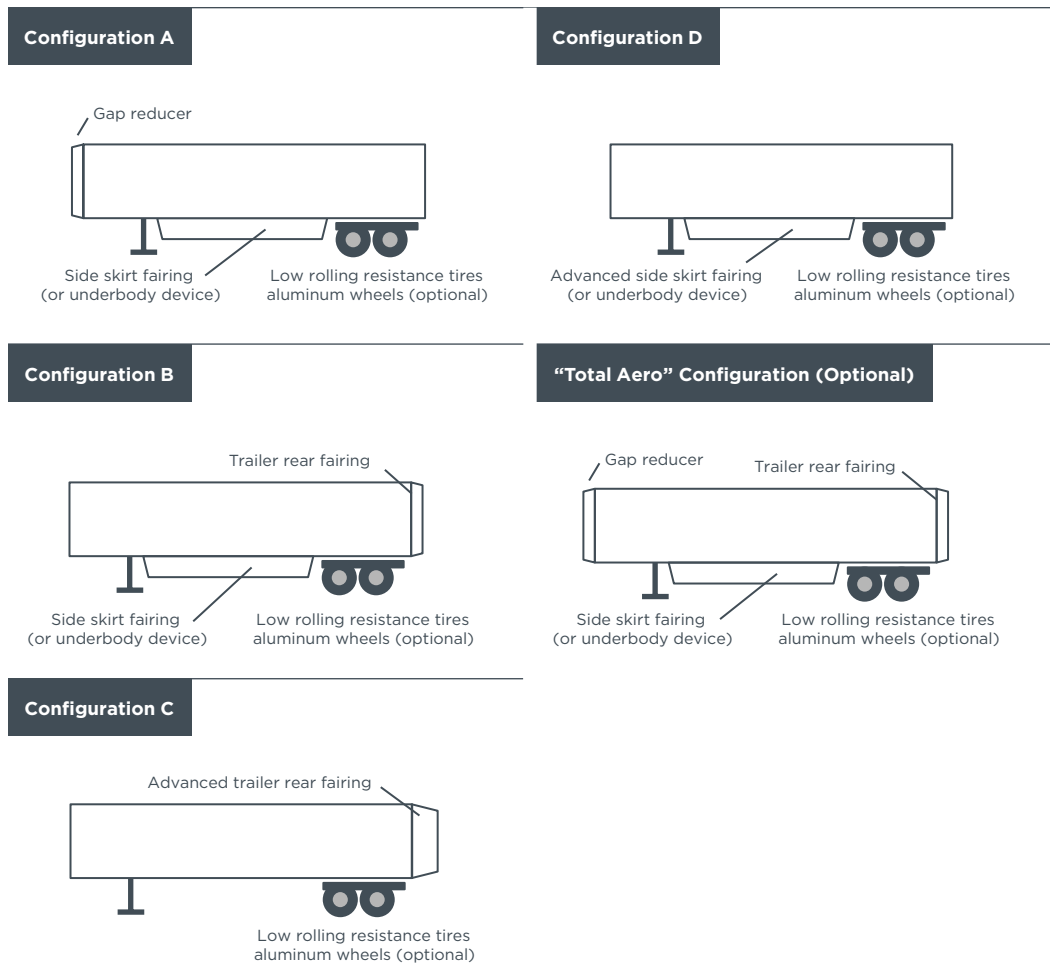 Configuration A
Gap reducer
Side skirt fairing
(or underbody device)
Low rolling resistance tires
aluminum wheels (optional)
Configuration D
Advanced side skirt fairing
(or underbody device)
Low rolling resistance tires
aluminum wheels (optional)
Configuration B
Trailer rear fairing
Side skirt fairing
(or underbody device)
Low rolling resistance tires
aluminum wheels (optional)
“Total Aero” Configuration (Optional)
Gap reducer
Trailer rear fairing
Side skirt fairing
(or underbody device)
Low rolling resistance tires
aluminum wheels (optional)
Configuration C
Advanced trailer rear fairing
Low rolling resistance tires
aluminum wheels (optional)